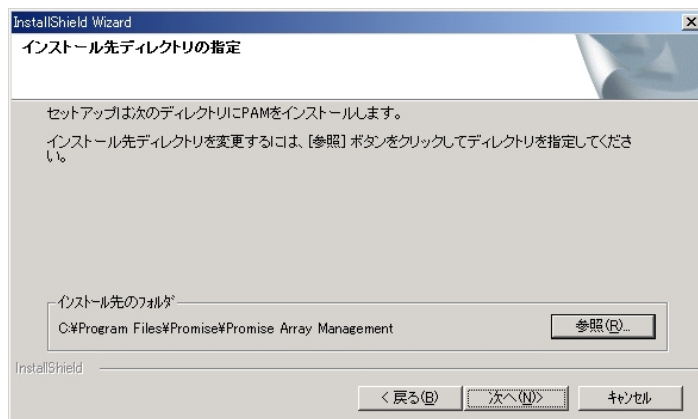 InstallShield Wizard
インストール先ディレクトリの指定
セットアップは次のディレクトリにPAMをインストールします。
インストール先ディレクトリを変更するには、[参照] ボタンをクリックしてディレクトリを指定してくださ
い。
インストール先のフォルダ
C:¥Program Files¥Promise¥Promise Array Management
参照(R)...
InstallShield
< 戻る(B)
次へ(N)>
キャンセル